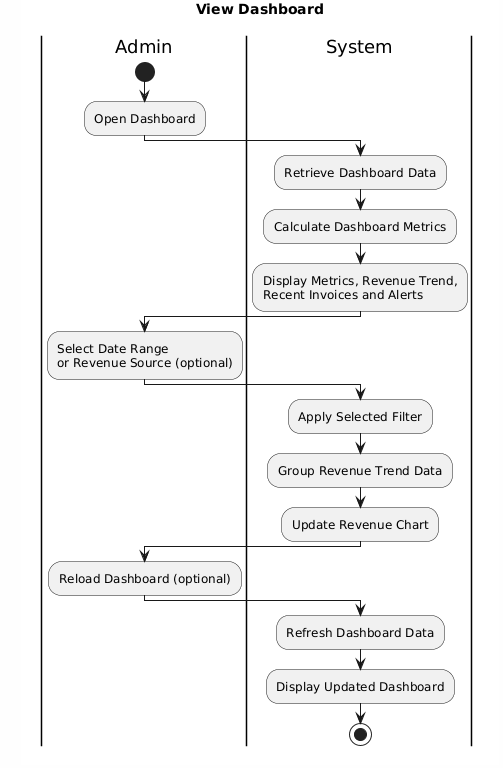 View Dashboard
Admin
System
Open Dashboard
Retrieve Dashboard Data
Calculate Dashboard Metrics
Display Metrics, Revenue Trend,
Recent Invoices and Alerts
Select Date Range
or Revenue Source (optional)
Apply Selected Filter
Group Revenue Trend Data
Update Revenue Chart
Reload Dashboard (optional)
Refresh Dashboard Data
Display Updated Dashboard